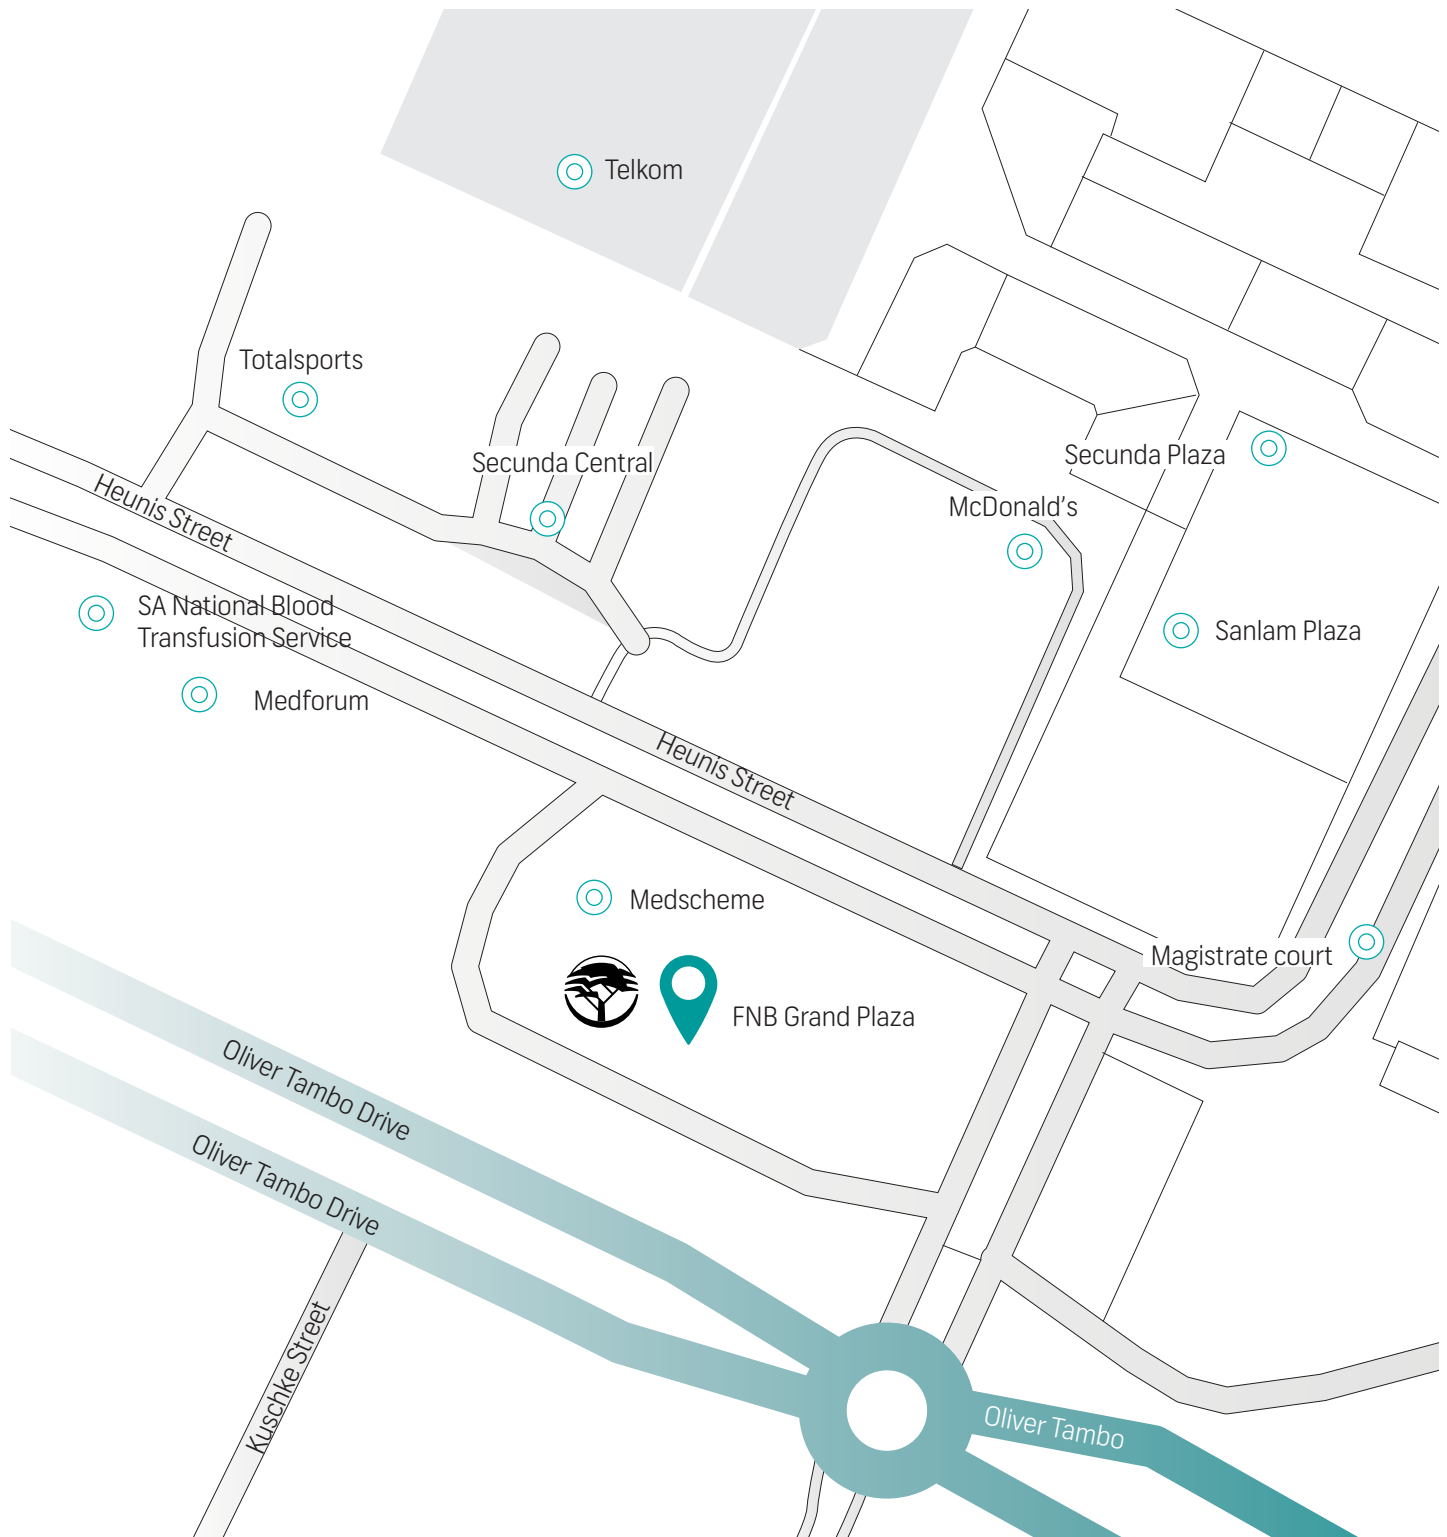 Telkom
Totalsports
Secunda Central
Secunda Plaza
McDonald's
Heunis Street
SA National Blood
Transfusion Service
Sanlam Plaza
Medforum
Heunis Street
Medscheme
Magistrate court
FNB Grand Plaza
Oliver Tambo Drive
Oliver Tambo Drive
Kuschke Street
Oliver Tambo